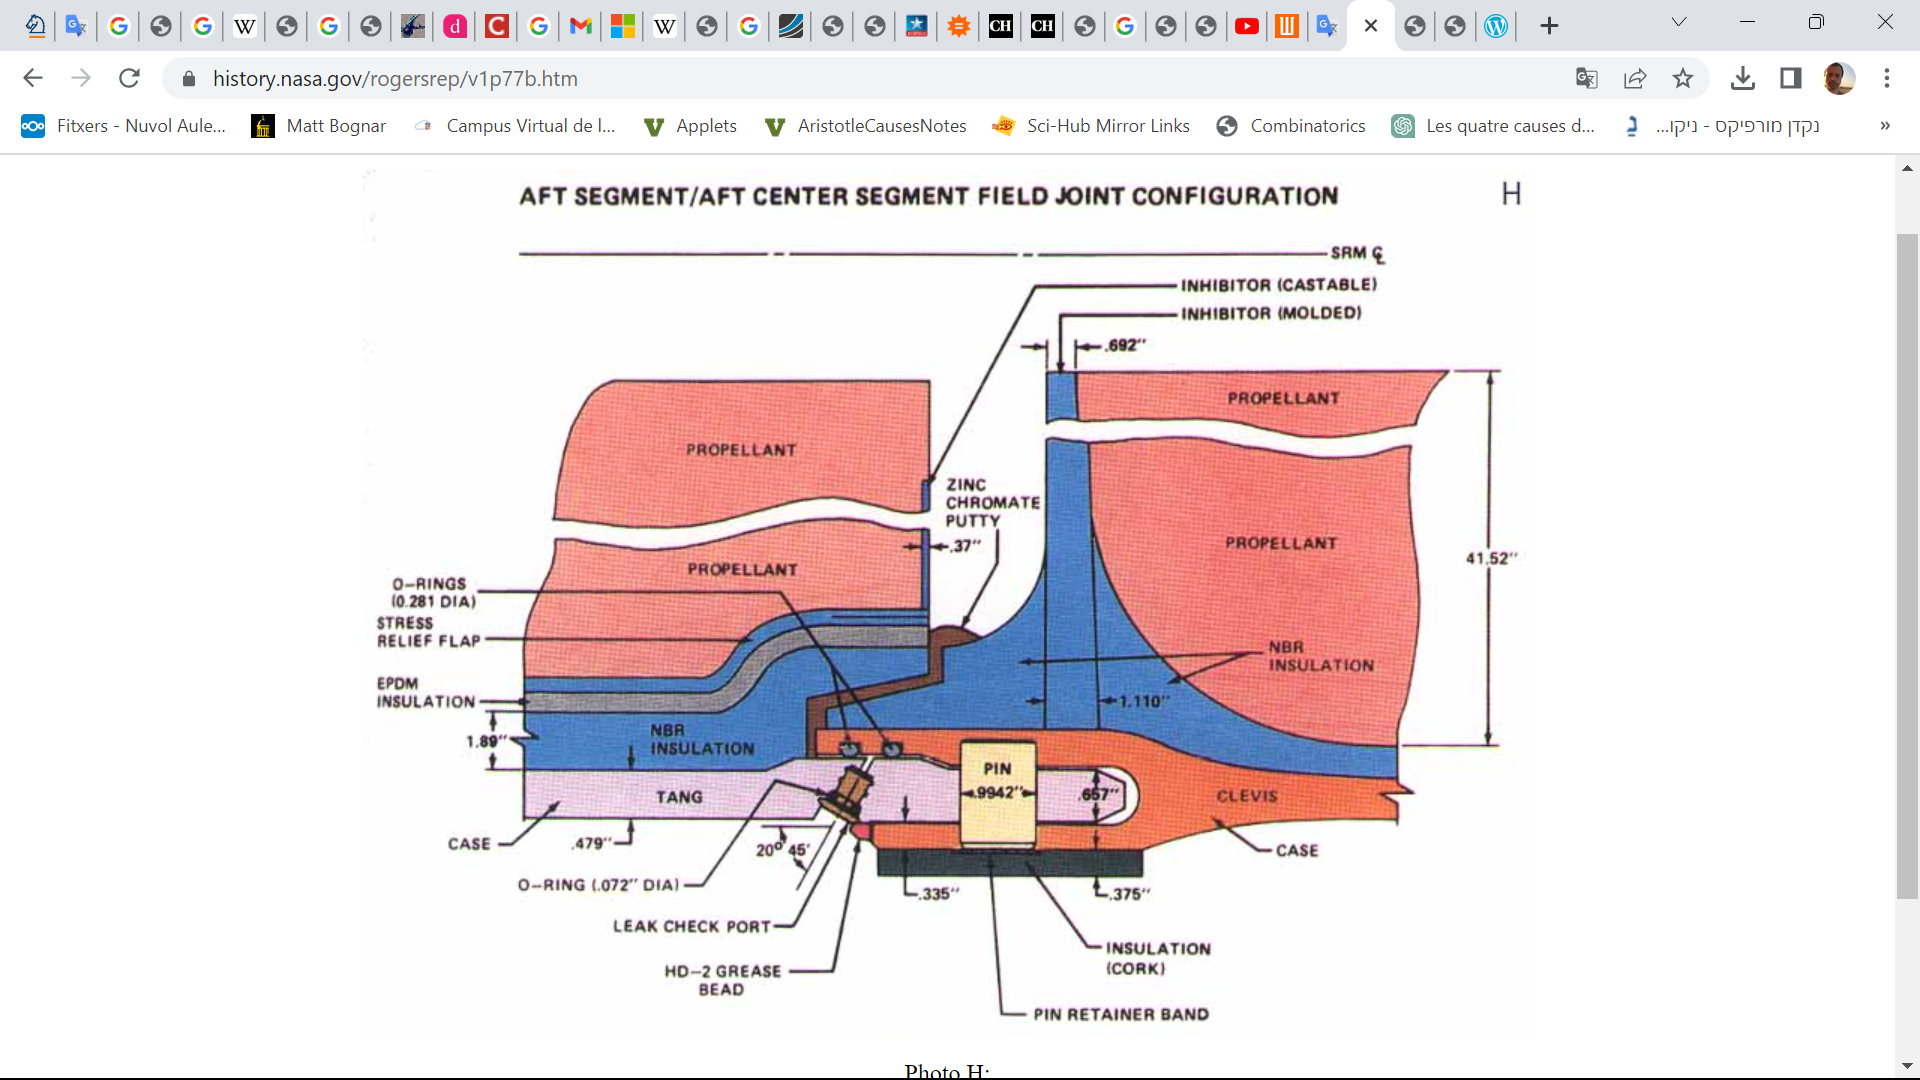 history.nasa.gov/rogersrep/v1p77b.htm
Fitxers - Nuvol Aule...
Matt Bognar
Campus Virtual de l...
Applets
AristotleCausesNotes
Sci-Hub Mirror Links
Combinatorics
Les quatre causes d...
נקדן מורפיקס - ניקו...
»
AFT SEGMENT/AFT CENTER SEGMENT FIELD JOINT CONFIGURATION
H
SRM ℄
INHIBITOR (CASTABLE)
INHIBITOR (MOLDED)
.692"
PROPELLANT
PROPELLANT
ZINC
CHROMATE
PUTTY
.37"
PROPELLANT
41.52"
PROPELLANT
O-RINGS
(0.281 DIA)
STRESS
RELIEF FLAP
NBR
INSULATION
EPDM
INSULATION
1.110"
1.89"
NBR
INSULATION
PIN
.9942"
.657"
TANG
CLEVIS
CASE
.479"
20° 45'
CASE
O-RING (.072" DIA)
.335"
.375"
LEAK CHECK PORT
INSULATION
(CORK)
HD-2 GREASE
BEAD
PIN RETAINER BAND
Photo H: